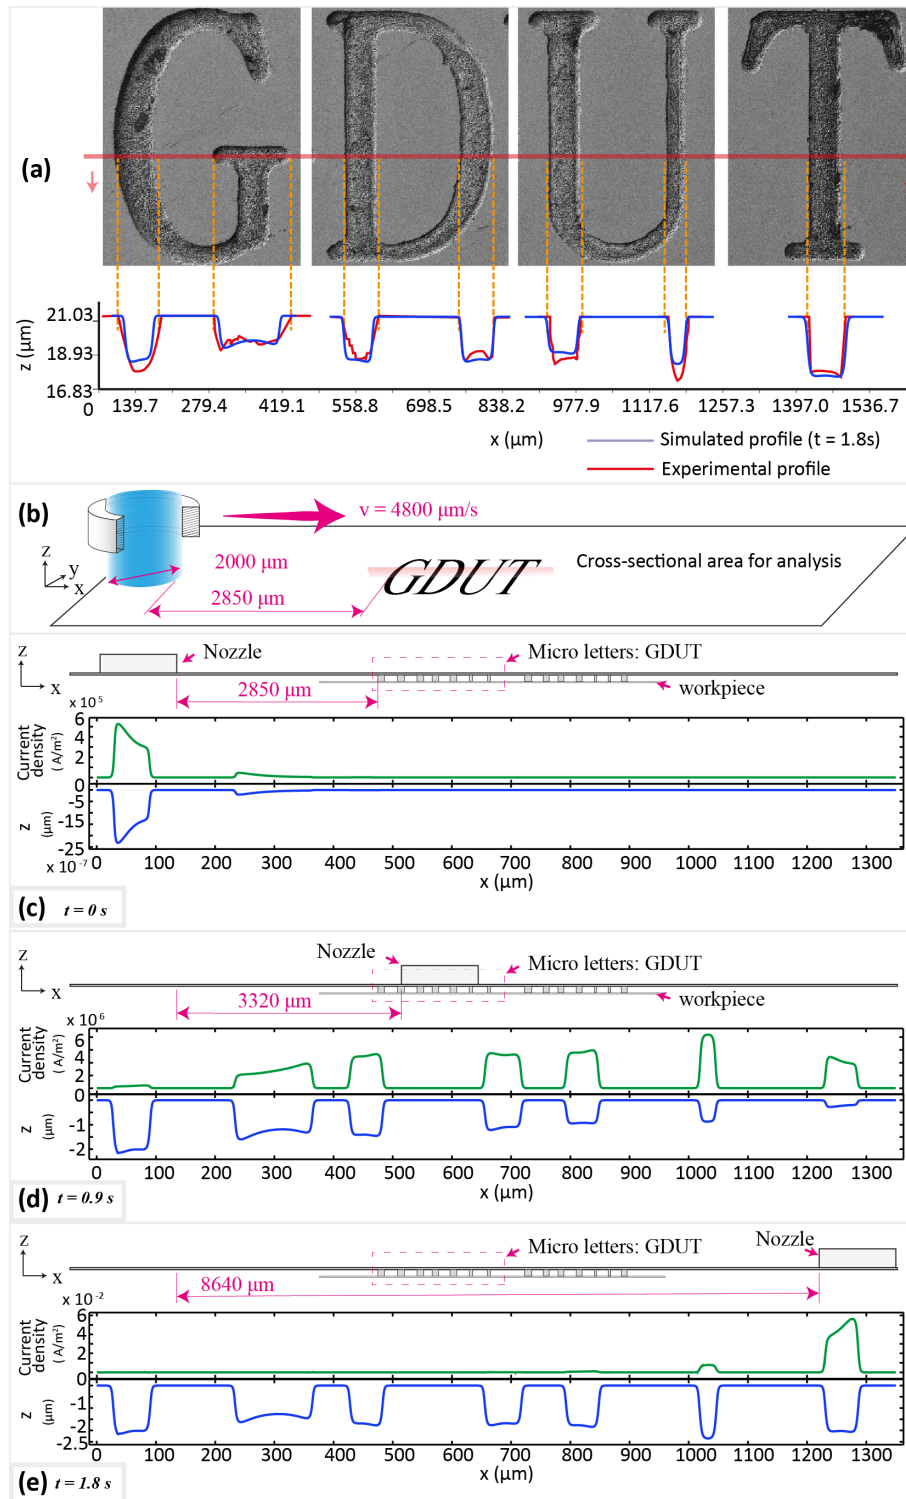 GDUT
(a)
21.03
18.93
16.83
z (μm)
0
139.7 279.4 419.1 558.8 698.5 838.2 977.9 1117.6 1257.3 1397.0 1536.7
x (μm)
Simulated profile (t = 1.8s)
Experimental profile
(b)
v = 4800 μm/s
2000 μm
2850 μm
z
y
x
GDUT
Cross-sectional area for analysis
z
x
Nozzle
Micro letters: GDUT
2850 μm
workpiece
x 10⁵
6
4
2
0
Current density (A/m²)
-5
-15
-25
z (μm)
x 10⁻⁷
0 100 200 300 400 500 600 700 800 900 1000 1100 1200 1300
x (μm)
(c) t = 0 s
z
x
Nozzle
Micro letters: GDUT
3320 μm
workpiece
x 10⁶
6
4
2
0
Current density (A/m²)
-1
-2
z (μm)
0 100 200 300 400 500 600 700 800 900 1000 1100 1200 1300
x (μm)
(d) t = 0.9 s
z
x
Micro letters: GDUT
Nozzle
8640 μm
x 10⁻²
6
4
2
0
Current density (A/m²)
-1
-2
-2.5
z (μm)
0 100 200 300 400 500 600 700 800 900 1000 1100 1200 1300
x (μm)
(e) t = 1.8 s